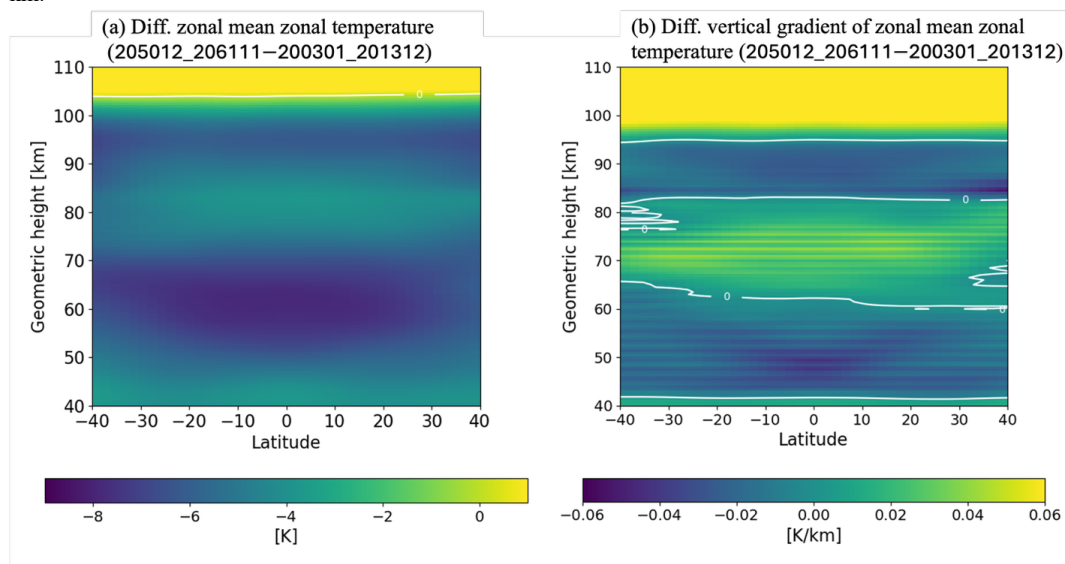 (a) Diff. zonal mean zonal temperature
(205012_206111−200301_201312)
110
100
90
80
70
60
50
40
Geometric height [km]
0
−40 −30 −20 −10 0 10 20 30 40
Latitude
−8 −6 −4 −2 0
[K]
(b) Diff. vertical gradient of zonal mean zonal
temperature (205012_206111−200301_201312)
110
100
90
80
70
60
50
40
Geometric height [km]
0
0
0
0
−40 −30 −20 −10 0 10 20 30 40
Latitude
−0.06 −0.04 −0.02 0.00 0.02 0.04 0.06
[K/km]